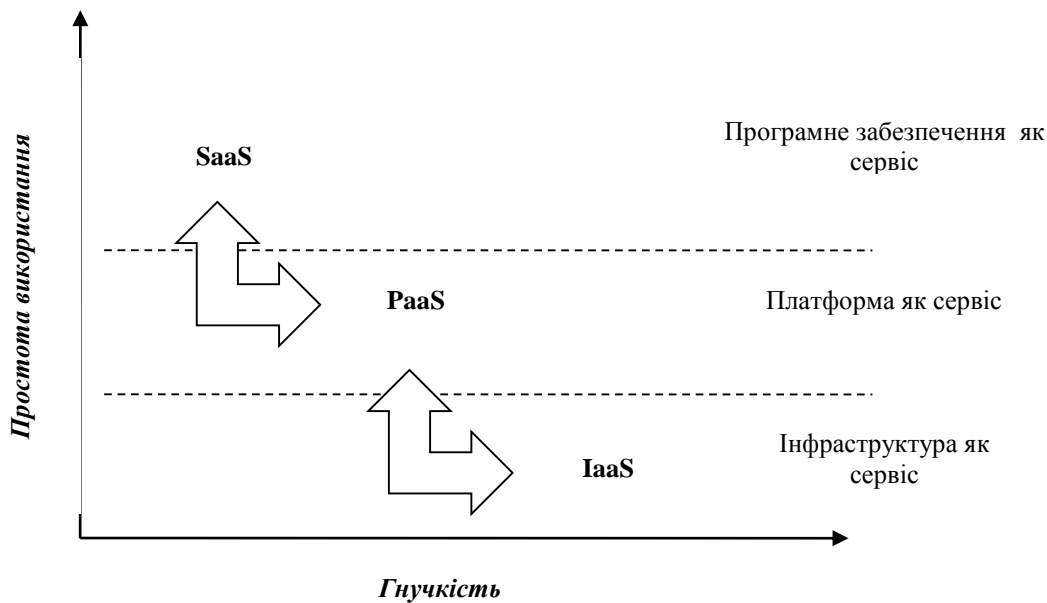 Простота використання
SaaS
Програмне забезпечення як
сервіс
PaaS
Платформа як сервіс
IaaS
Інфраструктура як
сервіс
Гнучкість